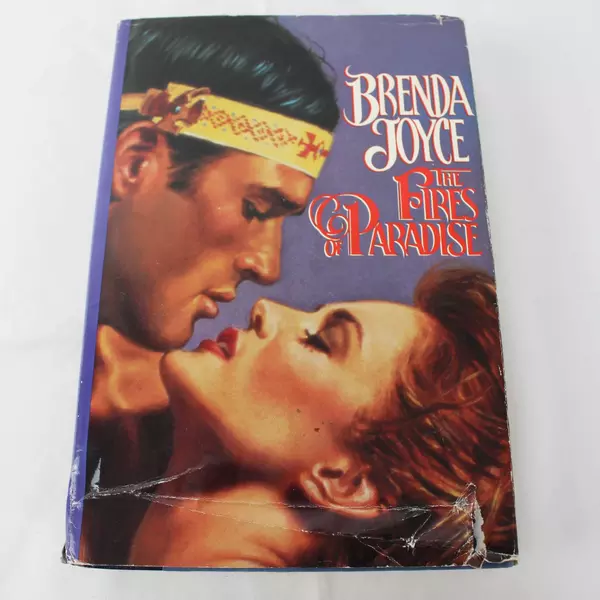 BRENDA
JOYCE
THE
FIRES
OF PARADISE